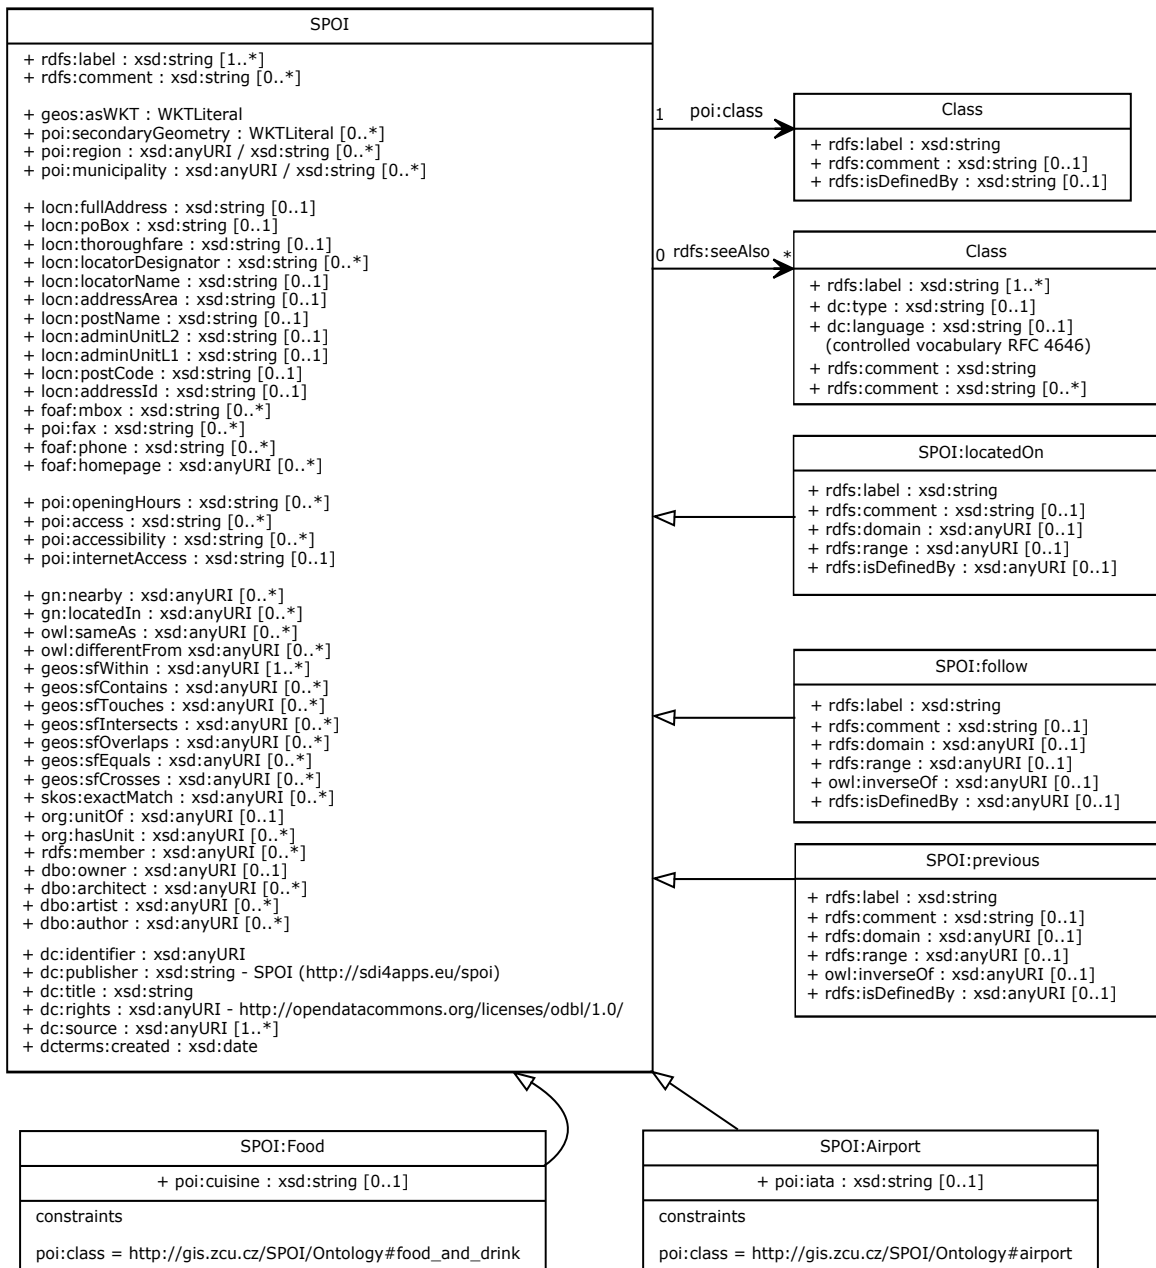 SPOI
+ rdfs:label : xsd:string [1..*]
+ rdfs:comment : xsd:string [0..*]
+ geos:asWKT : WKTLiteral
+ poi:secondaryGeometry : WKTLiteral [0..*]
+ poi:region : xsd:anyURI / xsd:string [0..*]
+ poi:municipality : xsd:anyURI / xsd:string [0..*]
+ locn:fullAddress : xsd:string [0..1]
+ locn:poBox : xsd:string [0..1]
+ locn:thoroughfare : xsd:string [0..1]
+ locn:locatorDesignator : xsd:string [0..*]
+ locn:locatorName : xsd:string [0..1]
+ locn:addressArea : xsd:string [0..1]
+ locn:postName : xsd:string [0..1]
+ locn:adminUnitL2 : xsd:string [0..1]
+ locn:adminUnitL1 : xsd:string [0..1]
+ locn:postCode : xsd:string [0..1]
+ locn:addressId : xsd:string [0..1]
+ foaf:mbox : xsd:string [0..*]
+ poi:fax : xsd:string [0..*]
+ foaf:phone : xsd:string [0..*]
+ foaf:homepage : xsd:anyURI [0..*]
+ poi:openingHours : xsd:string [0..*]
+ poi:access : xsd:string [0..*]
+ poi:accessibility : xsd:string [0..*]
+ poi:internetAccess : xsd:string [0..1]
+ gn:nearby : xsd:anyURI [0..*]
+ gn:locatedIn : xsd:anyURI [0..*]
+ owl:sameAs : xsd:anyURI [0..*]
+ owl:differentFrom xsd:anyURI [0..*]
+ geos:sfWithin : xsd:anyURI [1..*]
+ geos:sfContains : xsd:anyURI [0..*]
+ geos:sfTouches : xsd:anyURI [0..*]
+ geos:sfIntersects : xsd:anyURI [0..*]
+ geos:sfOverlaps : xsd:anyURI [0..*]
+ geos:sfEquals : xsd:anyURI [0..*]
+ geos:sfCrosses : xsd:anyURI [0..*]
+ skos:exactMatch : xsd:anyURI [0..*]
+ org:unitOf : xsd:anyURI [0..1]
+ org:hasUnit : xsd:anyURI [0..*]
+ rdfs:member : xsd:anyURI [0..*]
+ dbo:owner : xsd:anyURI [0..1]
+ dbo:architect : xsd:anyURI [0..*]
+ dbo:artist : xsd:anyURI [0..*]
+ dbo:author : xsd:anyURI [0..*]
+ dc:identifier : xsd:anyURI
+ dc:publisher : xsd:string - SPOI (http://sdi4apps.eu/spoi)
+ dc:title : xsd:string
+ dc:rights : xsd:anyURI - http://opendatacommons.org/licenses/odbl/1.0/
+ dc:source : xsd:anyURI [1..*]
+ dcterms:created : xsd:date
1 poi:class
Class
+ rdfs:label : xsd:string
+ rdfs:comment : xsd:string [0..1]
+ rdfs:isDefinedBy : xsd:string [0..1]
0 rdfs:seeAlso *
Class
+ rdfs:label : xsd:string [1..*]
+ dc:type : xsd:string [0..1]
+ dc:language : xsd:string [0..1]
(controlled vocabulary RFC 4646)
+ rdfs:comment : xsd:string
+ rdfs:comment : xsd:string [0..*]
SPOI:locatedOn
+ rdfs:label : xsd:string
+ rdfs:comment : xsd:string [0..1]
+ rdfs:domain : xsd:anyURI [0..1]
+ rdfs:range : xsd:anyURI [0..1]
+ rdfs:isDefinedBy : xsd:anyURI [0..1]
SPOI:follow
+ rdfs:label : xsd:string
+ rdfs:comment : xsd:string [0..1]
+ rdfs:domain : xsd:anyURI [0..1]
+ rdfs:range : xsd:anyURI [0..1]
+ owl:inverseOf : xsd:anyURI [0..1]
+ rdfs:isDefinedBy : xsd:anyURI [0..1]
SPOI:previous
+ rdfs:label : xsd:string
+ rdfs:comment : xsd:string [0..1]
+ rdfs:domain : xsd:anyURI [0..1]
+ rdfs:range : xsd:anyURI [0..1]
+ owl:inverseOf : xsd:anyURI [0..1]
+ rdfs:isDefinedBy : xsd:anyURI [0..1]
SPOI:Food
+ poi:cuisine : xsd:string [0..1]
constraints
poi:class = http://gis.zcu.cz/SPOI/Ontology#food_and_drink
SPOI:Airport
+ poi:iata : xsd:string [0..1]
constraints
poi:class = http://gis.zcu.cz/SPOI/Ontology#airport